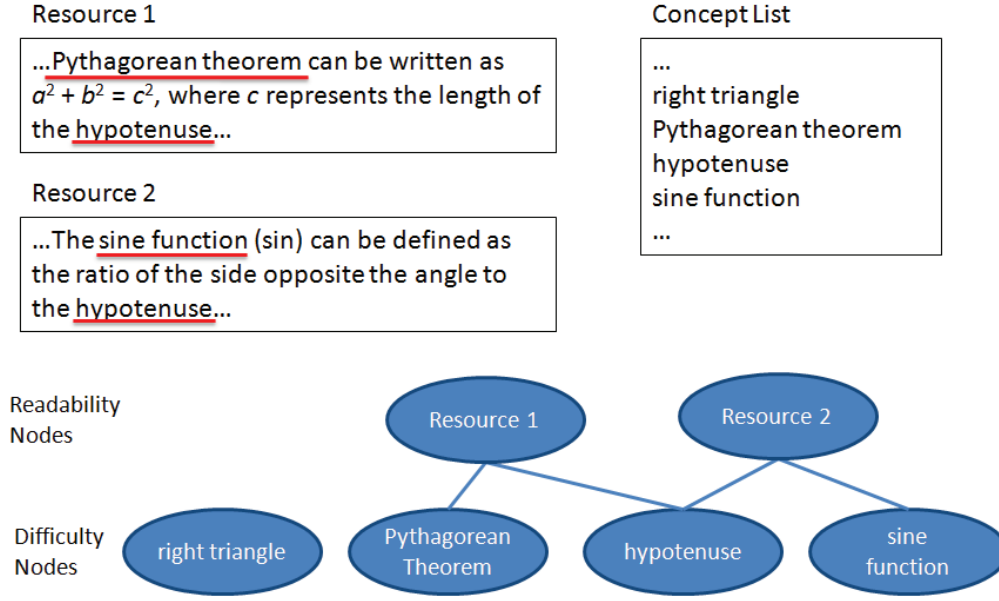 Resource 1
...Pythagorean theorem can be written as
a² + b² = c², where c represents the length of
the hypotenuse...
Resource 2
...The sine function (sin) can be defined as
the ratio of the side opposite the angle to
the hypotenuse...
Concept List
...
right triangle
Pythagorean theorem
hypotenuse
sine function
...
Readability
Nodes
Resource 1
Resource 2
Difficulty
Nodes
right triangle
Pythagorean
Theorem
hypotenuse
sine
function